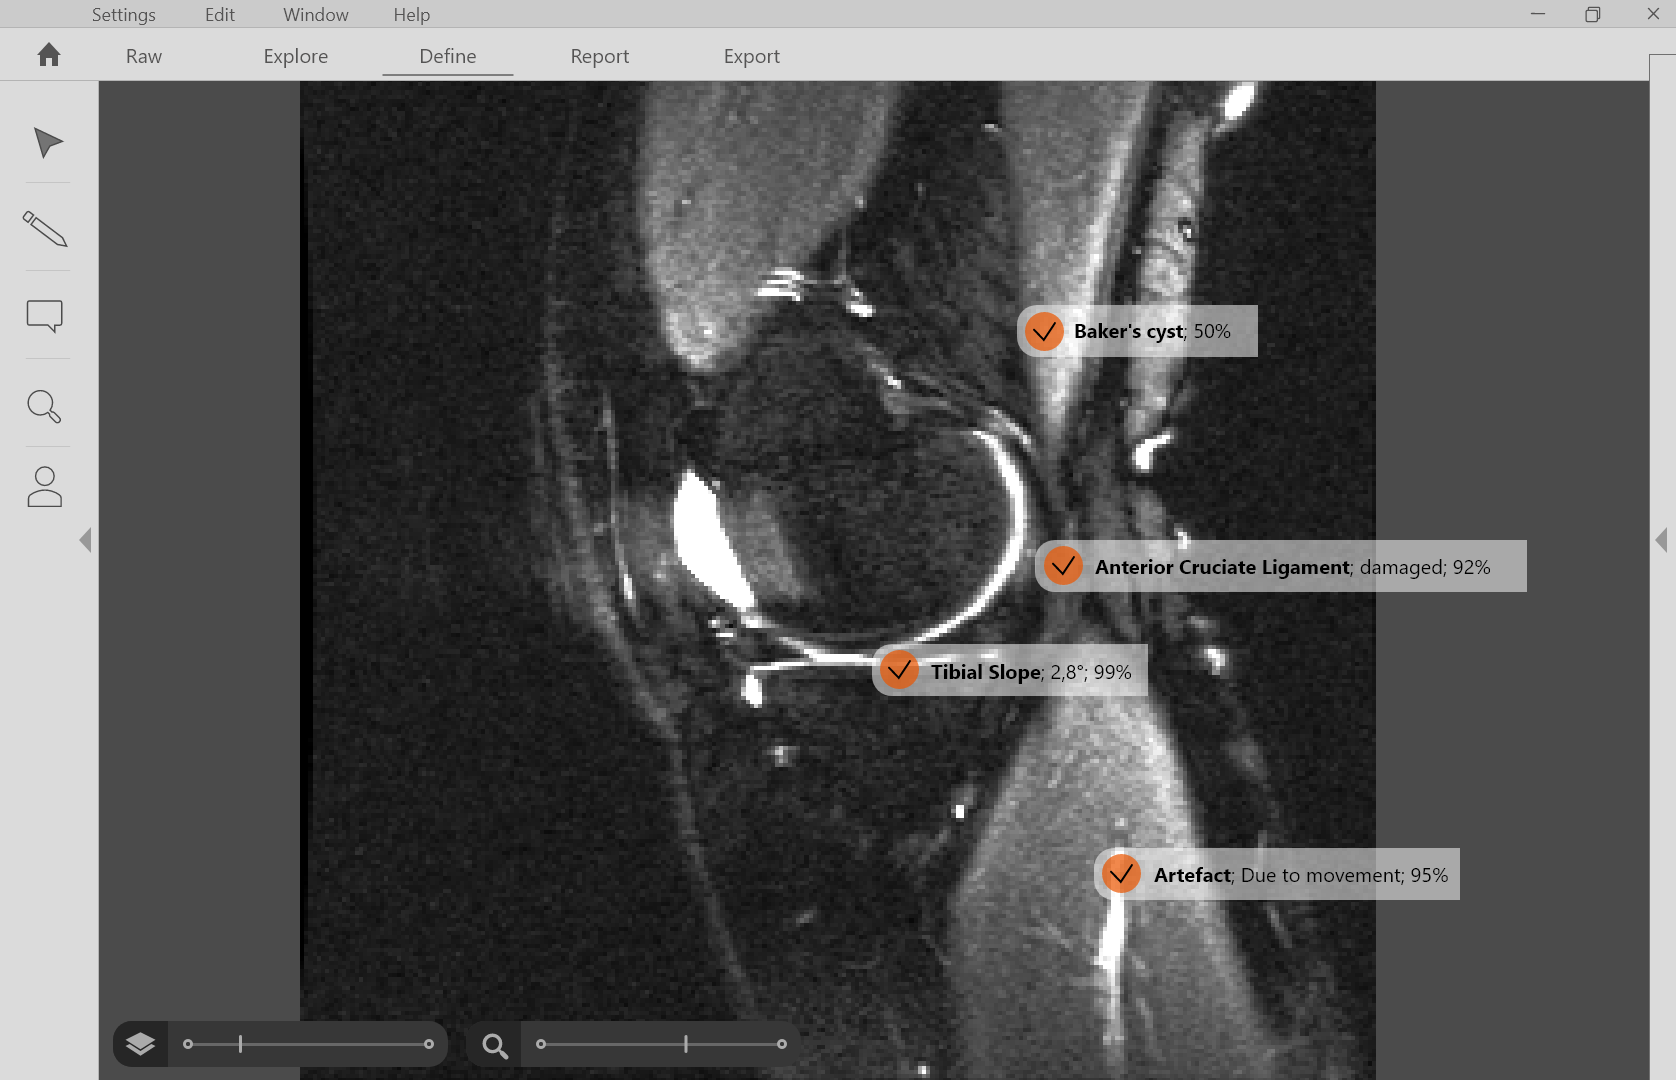 Settings Edit Window Help
Raw Explore Define Report Export
Baker's cyst; 50%
Anterior Cruciate Ligament; damaged; 92%
Tibial Slope; 2,8°; 99%
Artefact; Due to movement; 95%